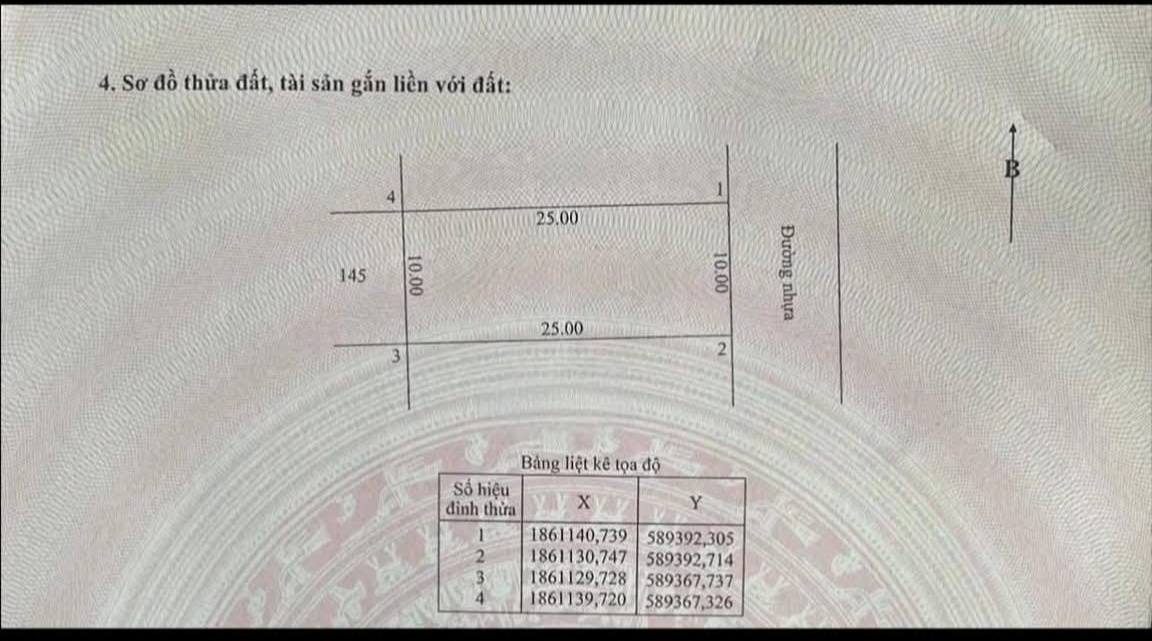 4. Sơ đồ thửa đất, tài sản gắn liền với đất:
B
4
1
25.00
145
10.00
10.00
Đường nhựa
25.00
3
2
Bảng liệt kê tọa độ
Số hiệu đỉnh thửa X Y
1 1861140,739 589392,305
2 1861130,747 589392,714
3 1861129,728 589367,737
4 1861139,720 589367,326